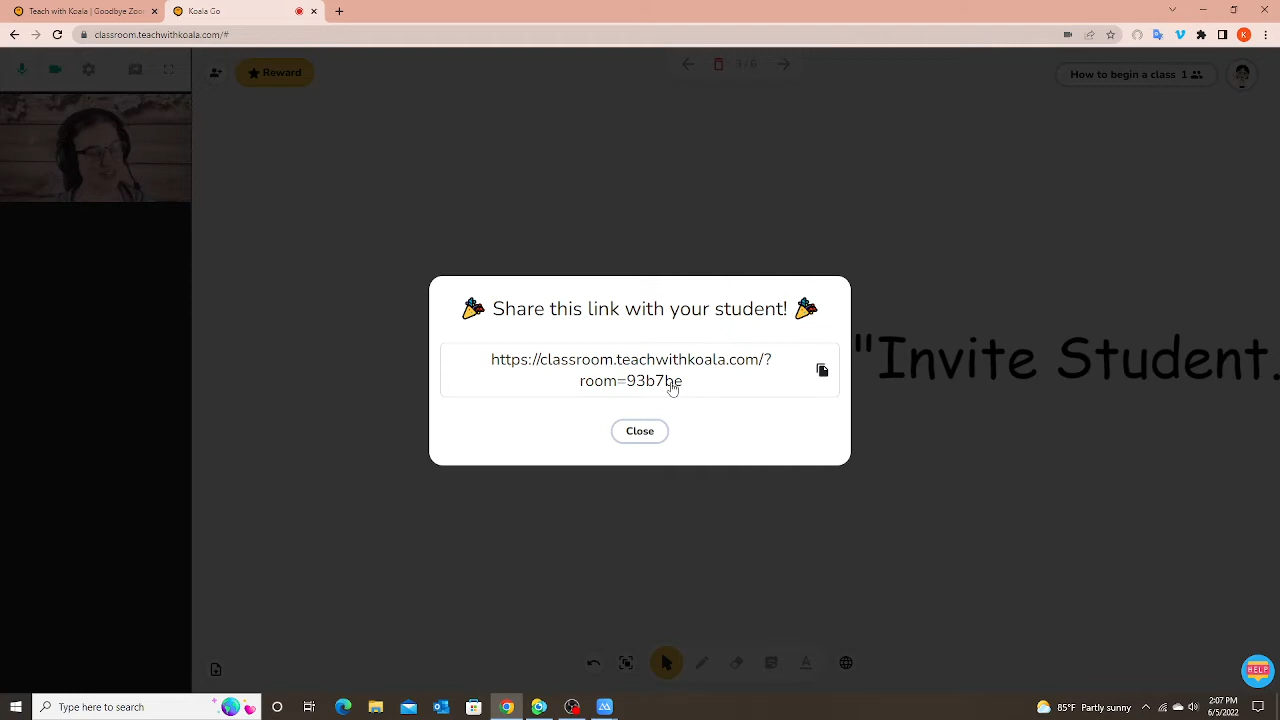 Teach with Koala | Goodbye Zoo
Koala Go
classroom.teachwithkoala.com/#
K
Reward
3 / 6
How to begin a class 1
Share this link with your student!
https://classroom.teachwithkoala.com/?
room=93b7be
Close
"Invite Student.
A
HELP
Type here to search
85°F Partly sunny
2:07 PM
6/5/2022